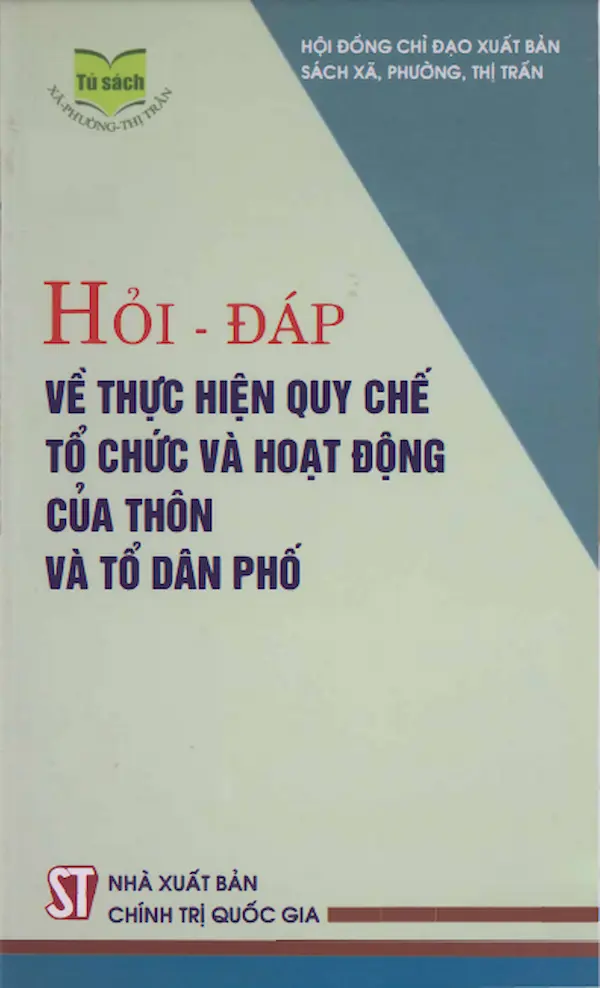 Tủ sách
XÃ-PHƯỜNG-THỊ TRẤN
HỘI ĐỒNG CHỈ ĐẠO XUẤT BẢN
SÁCH XÃ, PHƯỜNG, THỊ TRẤN
HỎI - ĐÁP
VỀ THỰC HIỆN QUY CHẾ
TỔ CHỨC VÀ HOẠT ĐỘNG
CỦA THÔN
VÀ TỔ DÂN PHỐ
ST
NHÀ XUẤT BẢN
CHÍNH TRỊ QUỐC GIA